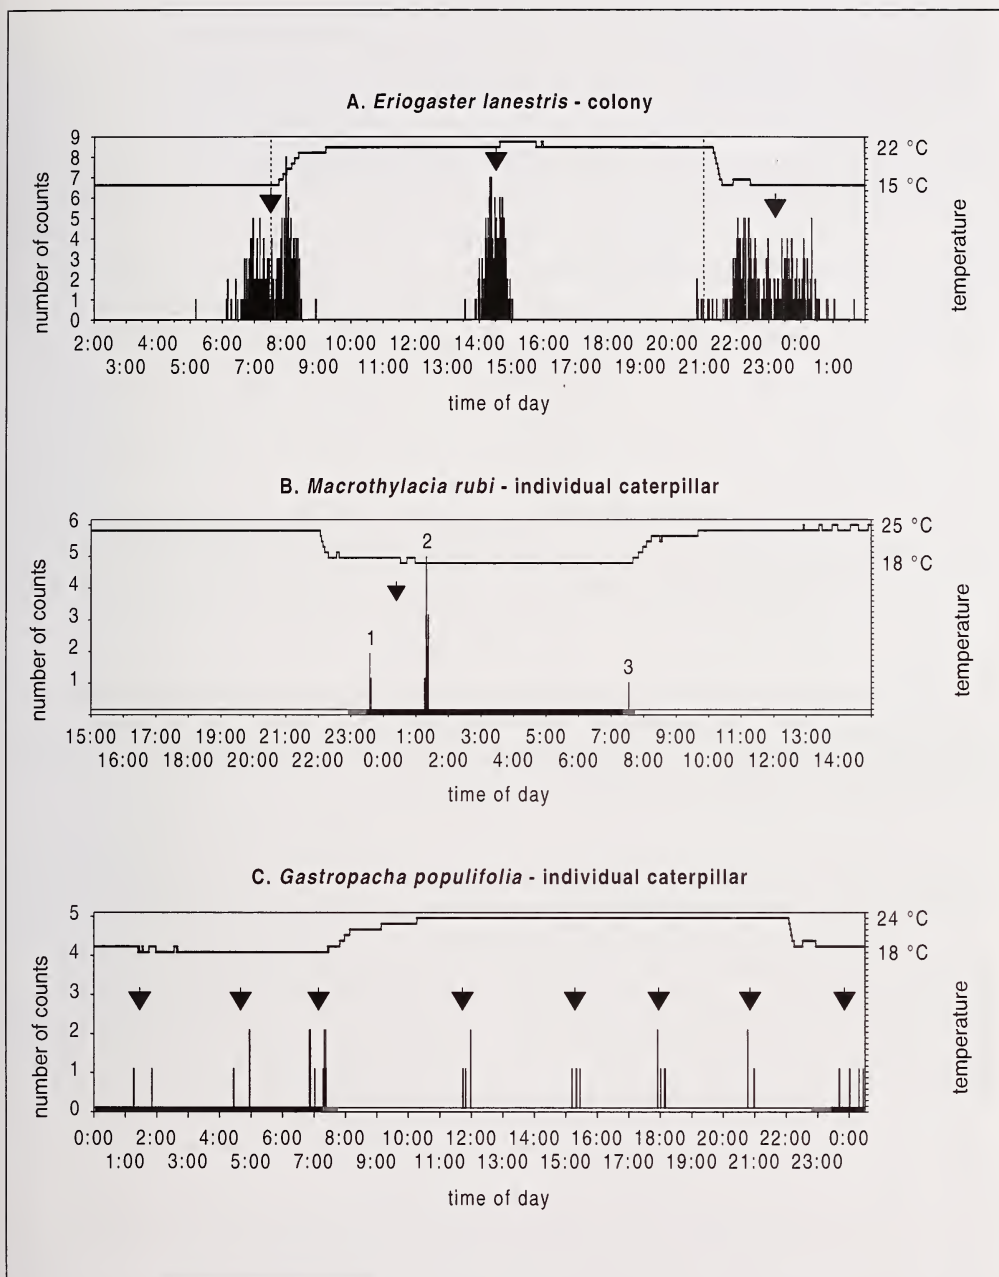 A. Eriogaster lanestris - colony
number of counts
9
8
7
6
5
4
3
2
1
0
22 °C
15 °C
temperature
2:00 4:00 6:00 8:00 10:00 12:00 14:00 16:00 18:00 20:00 22:00 0:00
3:00 5:00 7:00 9:00 11:00 13:00 15:00 17:00 19:00 21:00 23:00 1:00
time of day
B. Macrothylacia rubi - individual caterpillar
number of counts
6
5
4
3
2
1
1
2
3
25 °C
18 °C
temperature
15:00 17:00 19:00 21:00 23:00 1:00 3:00 5:00 7:00 9:00 11:00 13:00
16:00 18:00 20:00 22:00 0:00 2:00 4:00 6:00 8:00 10:00 12:00 14:00
time of day
C. Gastropacha populifolia - individual caterpillar
number of counts
5
4
3
2
1
0
24 °C
18 °C
temperature
0:00 2:00 4:00 6:00 8:00 10:00 12:00 14:00 16:00 18:00 20:00 22:00 0:00
1:00 3:00 5:00 7:00 9:00 11:00 13:00 15:00 17:00 19:00 21:00 23:00
time of day